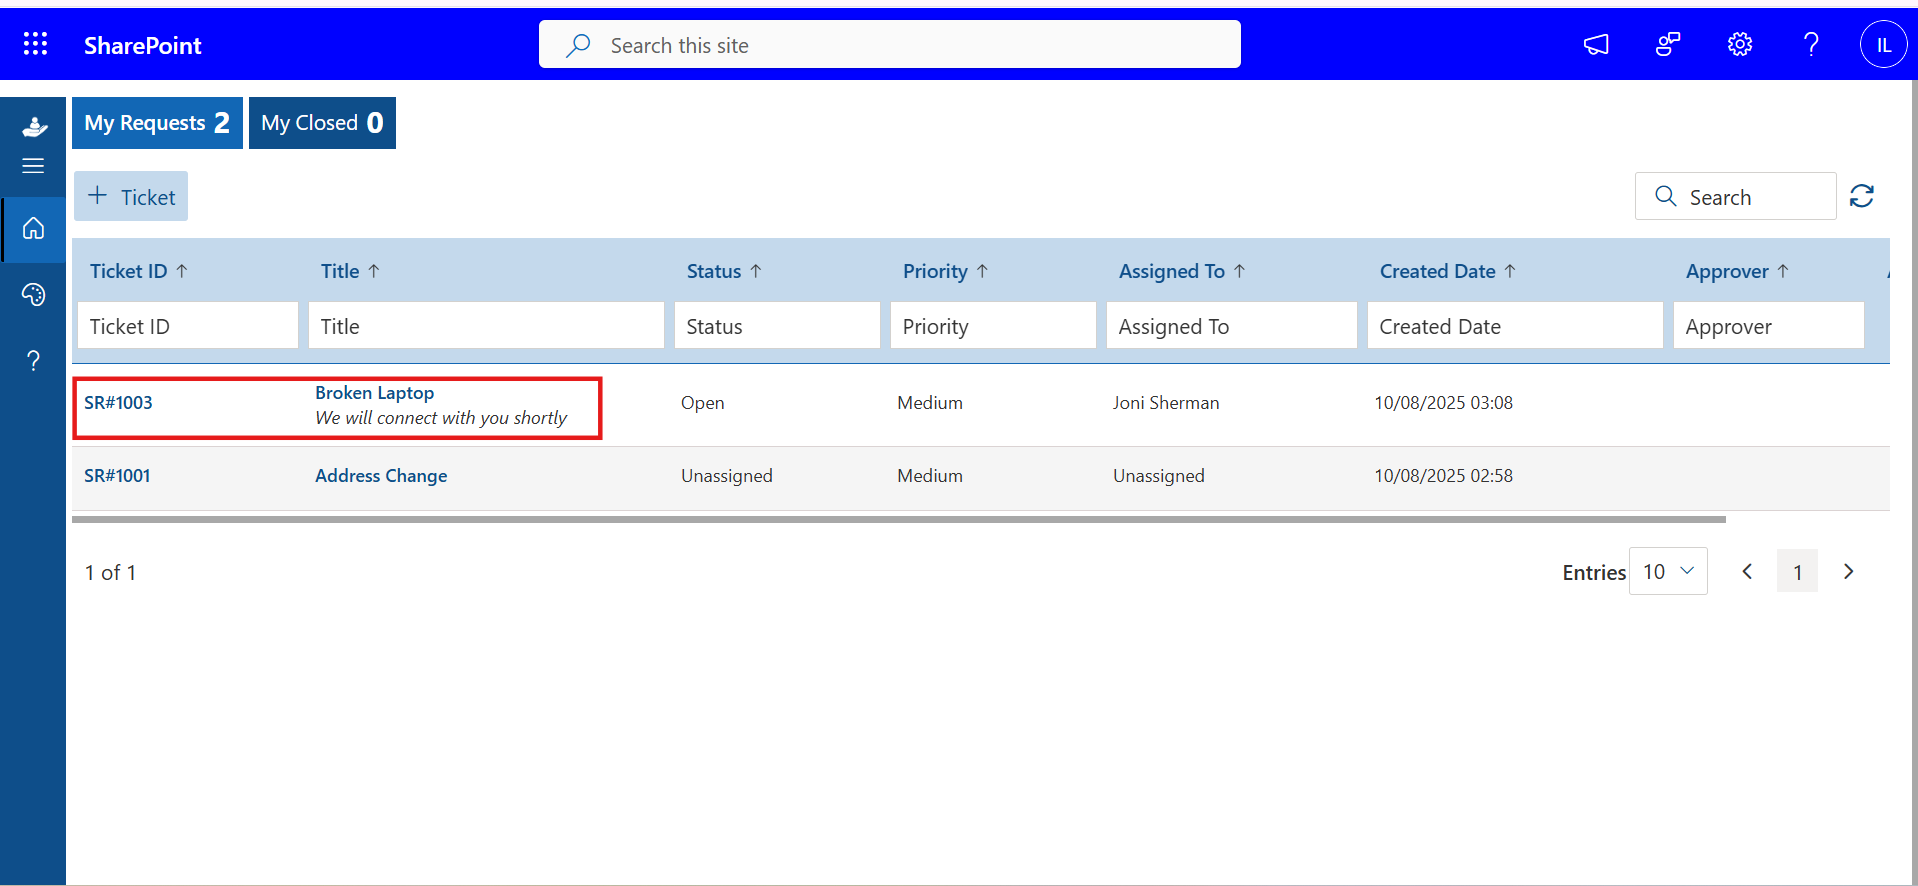 SharePoint
Search this site
IL
My Requests 2
My Closed 0
Ticket
Search
Ticket ID Title Status Priority Assigned To Created Date Approver
Ticket ID Title Status Priority Assigned To Created Date Approver
SR#1003 Broken Laptop Open Medium Joni Sherman 10/08/2025 03:08
We will connect with you shortly
SR#1001 Address Change Unassigned Medium Unassigned 10/08/2025 02:58
1 of 1 Entries 10 1